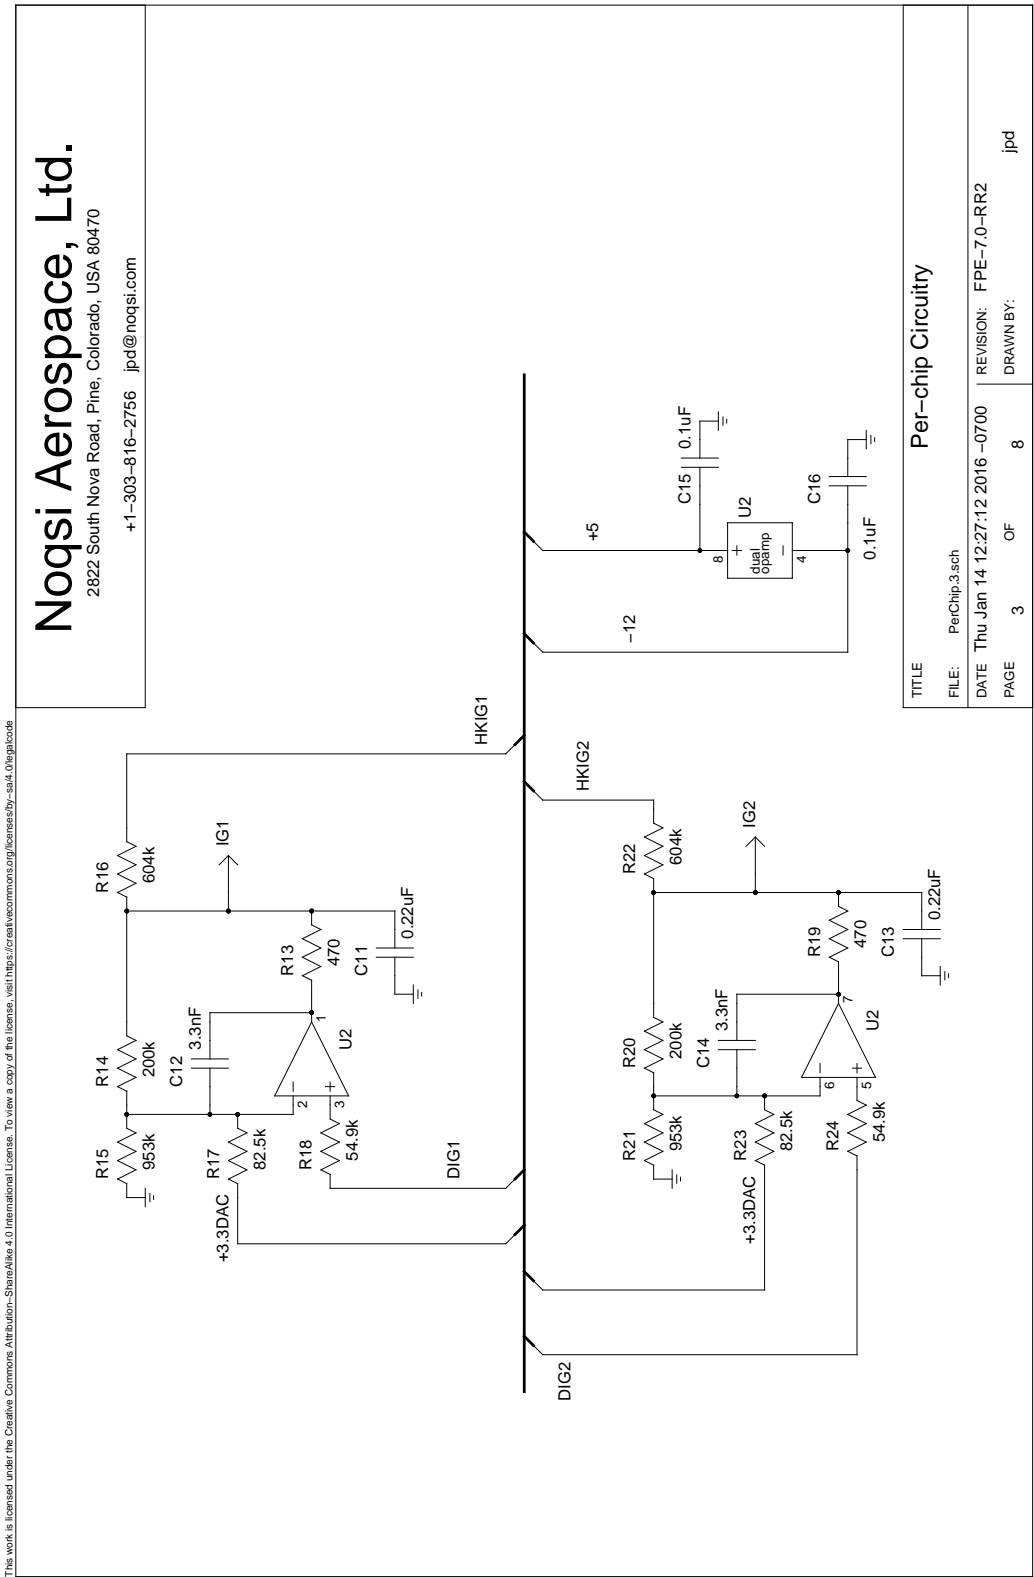 This work is licensed under the Creative Commons Attribution−ShareAlike 4.0 International License. To view a copy of the license, visit https://creativecommons.org/licenses/by−sa/4.0/legalcode
Noqsi Aerospace, Ltd.
2822 South Nova Road, Pine, Colorado, USA 80470
+1−303−816−2756 jpd@noqsi.com
R15
953k
R14
200k
R16
604k
C12
3.3nF
R17
82.5k
+3.3DAC
R18
54.9k
2
3
1
−
+
U2
R13
470
C11
0.22uF
IG1
HKIG1
DIG1
DIG2
HKIG2
R21
953k
R20
200k
R22
604k
C14
3.3nF
R23
82.5k
+3.3DAC
R24
54.9k
6
5
7
−
+
U2
R19
470
C13
0.22uF
IG2
−12
+5
C15
0.1uF
U2
8
+
dual
opamp
−
4
C16
0.1uF
TITLE
Per−chip Circuitry
FILE: PerChip.3.sch
DATE Thu Jan 14 12:27:12 2016 −0700
REVISION: FPE−7.0−RR2
PAGE 3 OF 8
DRAWN BY: jpd